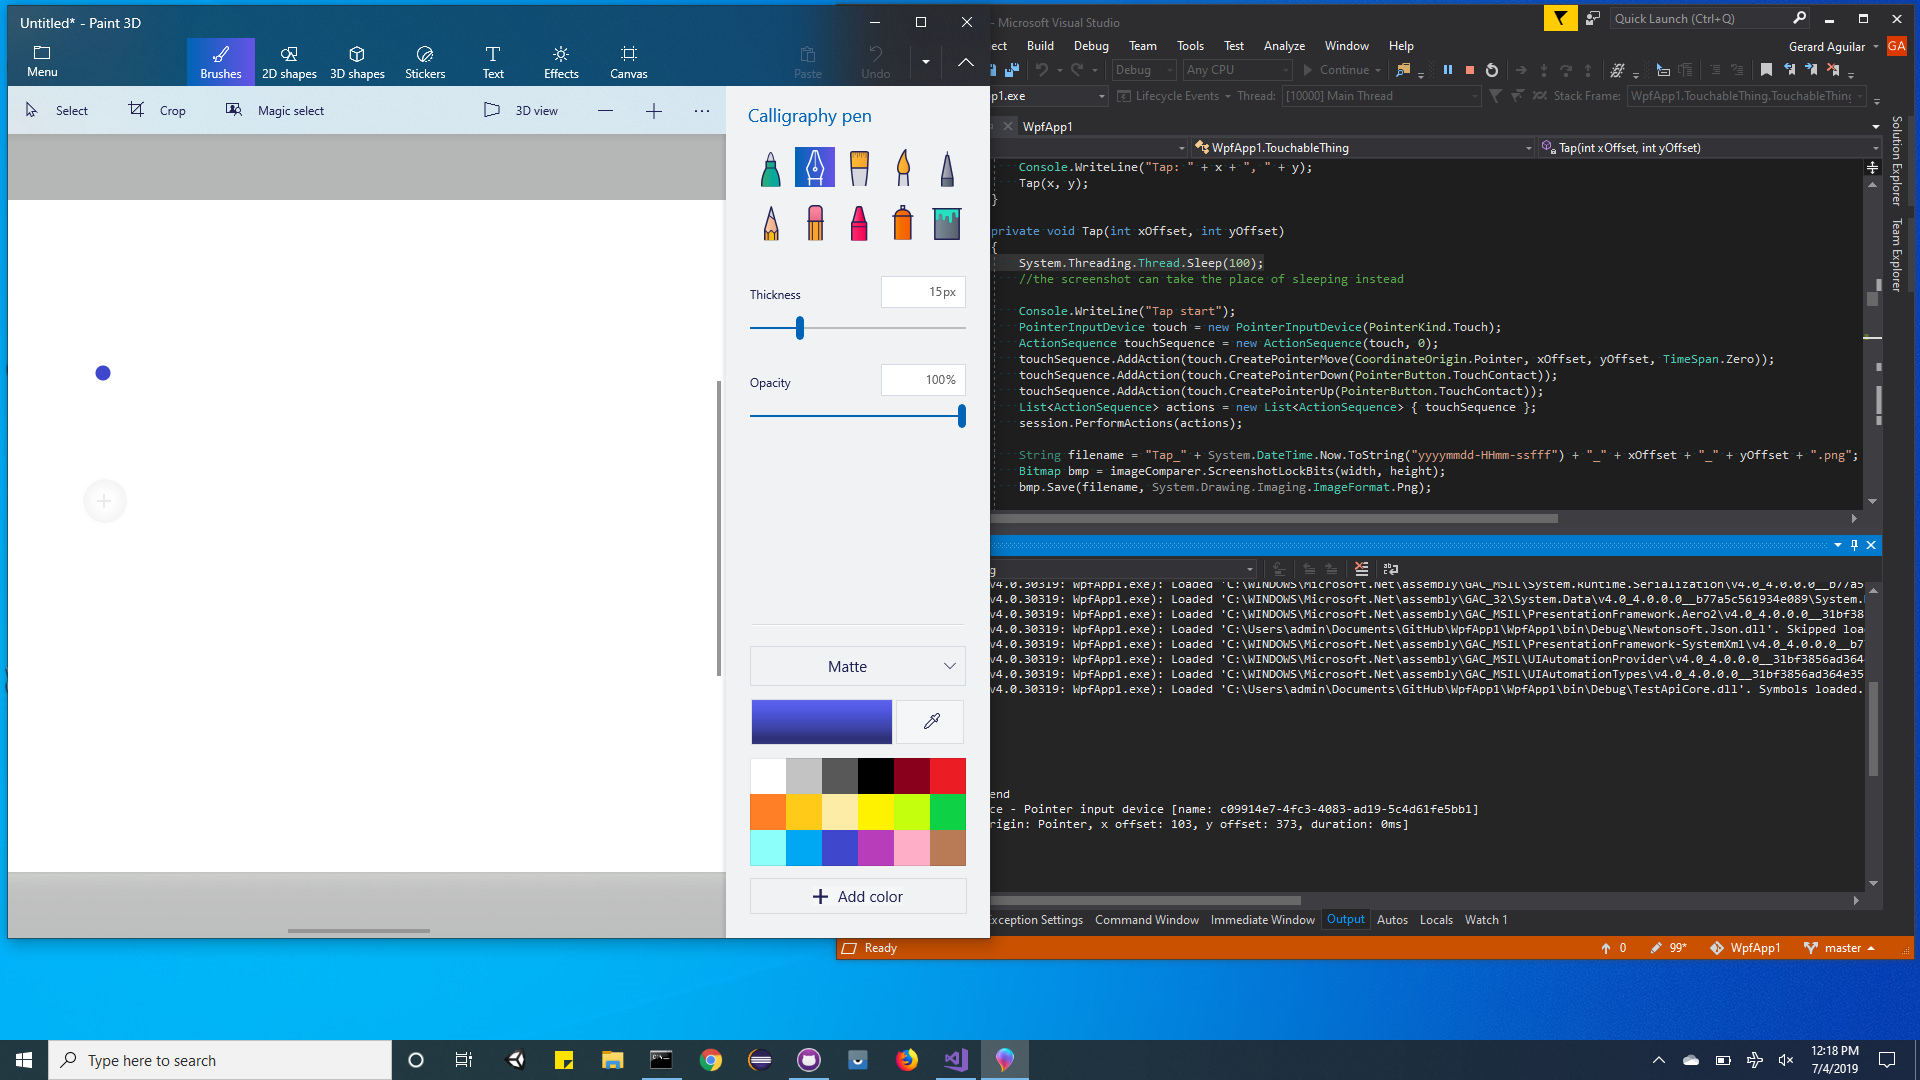 Untitled* - Paint 3D
Menu
Brushes
2D shapes
3D shapes
Stickers
Text
Effects
Canvas
Paste
Undo
Select
Crop
Magic select
3D view
Calligraphy pen
Thickness
15px
Opacity
100%
Matte
Add color
- Microsoft Visual Studio
Quick Launch (Ctrl+Q)
ect Build Debug Team Tools Test Analyze Window Help
Gerard Aguilar
GA
Debug
Any CPU
Continue
p1.exe
Lifecycle Events
Thread:
[10000] Main Thread
Stack Frame:
WpfApp1.TouchableThing.TouchableThing
WpfApp1
WpfApp1.TouchableThing
Tap(int xOffset, int yOffset)
Solution Explorer
Team Explorer
Console.WriteLine("Tap: " + x + ", " + y);
Tap(x, y);
}
private void Tap(int xOffset, int yOffset)
{
System.Threading.Thread.Sleep(100);
//the screenshot can take the place of sleeping instead
Console.WriteLine("Tap start");
PointerInputDevice touch = new PointerInputDevice(PointerKind.Touch);
ActionSequence touchSequence = new ActionSequence(touch, 0);
touchSequence.AddAction(touch.CreatePointerMove(CoordinateOrigin.Pointer, xOffset, yOffset, TimeSpan.Zero));
touchSequence.AddAction(touch.CreatePointerDown(PointerButton.TouchContact));
touchSequence.AddAction(touch.CreatePointerUp(PointerButton.TouchContact));
List<ActionSequence> actions = new List<ActionSequence> { touchSequence };
session.PerformActions(actions);
String filename = "Tap_" + System.DateTime.Now.ToString("yyyymmdd-HHmm-ssfff") + "_" + xOffset + "_" + yOffset + ".png";
Bitmap bmp = imageComparer.ScreenshotLockBits(width, height);
bmp.Save(filename, System.Drawing.Imaging.ImageFormat.Png);
g
v4.0.30319: WpfApp1.exe): Loaded 'C:\WINDOWS\Microsoft.Net\assembly\GAC_MSIL\System.Runtime.Serialization\v4.0_4.0.0.0__b77a5
v4.0.30319: WpfApp1.exe): Loaded 'C:\WINDOWS\Microsoft.Net\assembly\GAC_32\System.Data\v4.0_4.0.0.0__b77a5c561934e089\System.
v4.0.30319: WpfApp1.exe): Loaded 'C:\WINDOWS\Microsoft.Net\assembly\GAC_MSIL\PresentationFramework.Aero2\v4.0_4.0.0.0__31bf38
v4.0.30319: WpfApp1.exe): Loaded 'C:\Users\admin\Documents\GitHub\WpfApp1\WpfApp1\bin\Debug\Newtonsoft.Json.dll'. Skipped loa
v4.0.30319: WpfApp1.exe): Loaded 'C:\WINDOWS\Microsoft.Net\assembly\GAC_MSIL\PresentationFramework-SystemXml\v4.0_4.0.0.0__b7
v4.0.30319: WpfApp1.exe): Loaded 'C:\WINDOWS\Microsoft.Net\assembly\GAC_MSIL\UIAutomationProvider\v4.0_4.0.0.0__31bf3856ad364
v4.0.30319: WpfApp1.exe): Loaded 'C:\WINDOWS\Microsoft.Net\assembly\GAC_MSIL\UIAutomationTypes\v4.0_4.0.0.0__31bf3856ad364e35
v4.0.30319: WpfApp1.exe): Loaded 'C:\Users\admin\Documents\GitHub\WpfApp1\WpfApp1\bin\Debug\TestApiCore.dll'. Symbols loaded.
end
ce - Pointer input device [name: c09914e7-4fc3-4083-ad19-5c4d61fe5bb1]
rigin: Pointer, x offset: 103, y offset: 373, duration: 0ms]
Exception Settings Command Window Immediate Window Output Autos Locals Watch 1
Ready
0
99*
WpfApp1
master
Type here to search
12:18 PM
7/4/2019